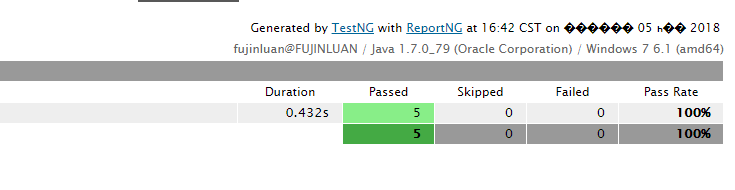 Generated by TestNG with ReportNG at 16:42 CST on 05 2018
fujinluan@FUJINLUAN / Java 1.7.0_79 (Oracle Corporation) / Windows 7 6.1 (amd64)
Duration Passed Skipped Failed Pass Rate
0.432s 5 0 0 100%
5 0 0 100%